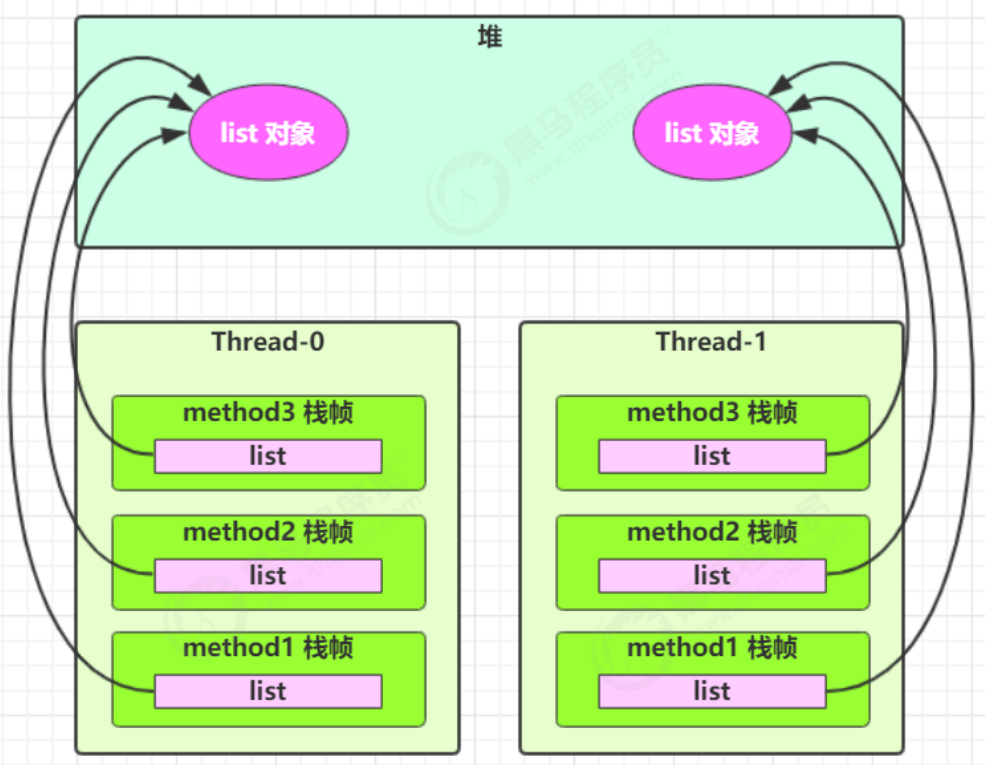 堆
list 对象
list 对象
黑马程序员
www.itheima.com
Thread-0
method3 栈帧
list
method2 栈帧
list
method1 栈帧
list
Thread-1
method3 栈帧
list
method2 栈帧
list
method1 栈帧
list